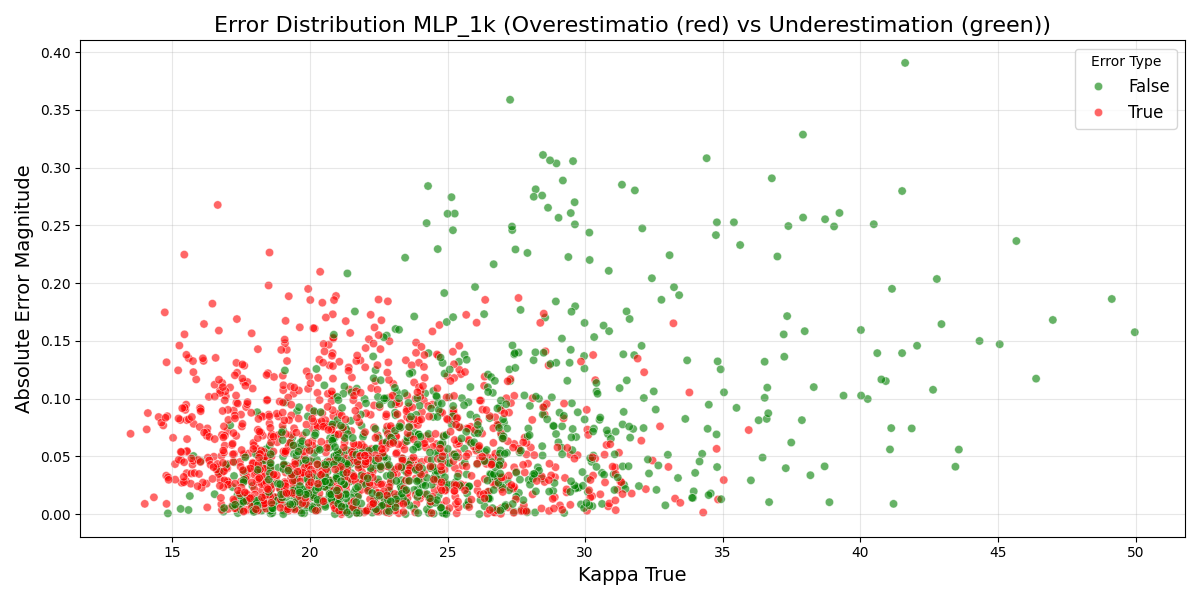 Error Distribution MLP_1k (Overestimatio (red) vs Underestimation (green))
Absolute Error Magnitude
0.40
0.35
0.30
0.25
0.20
0.15
0.10
0.05
0.00
Error Type
False
True
15 20 25 30 35 40 45 50
Kappa True